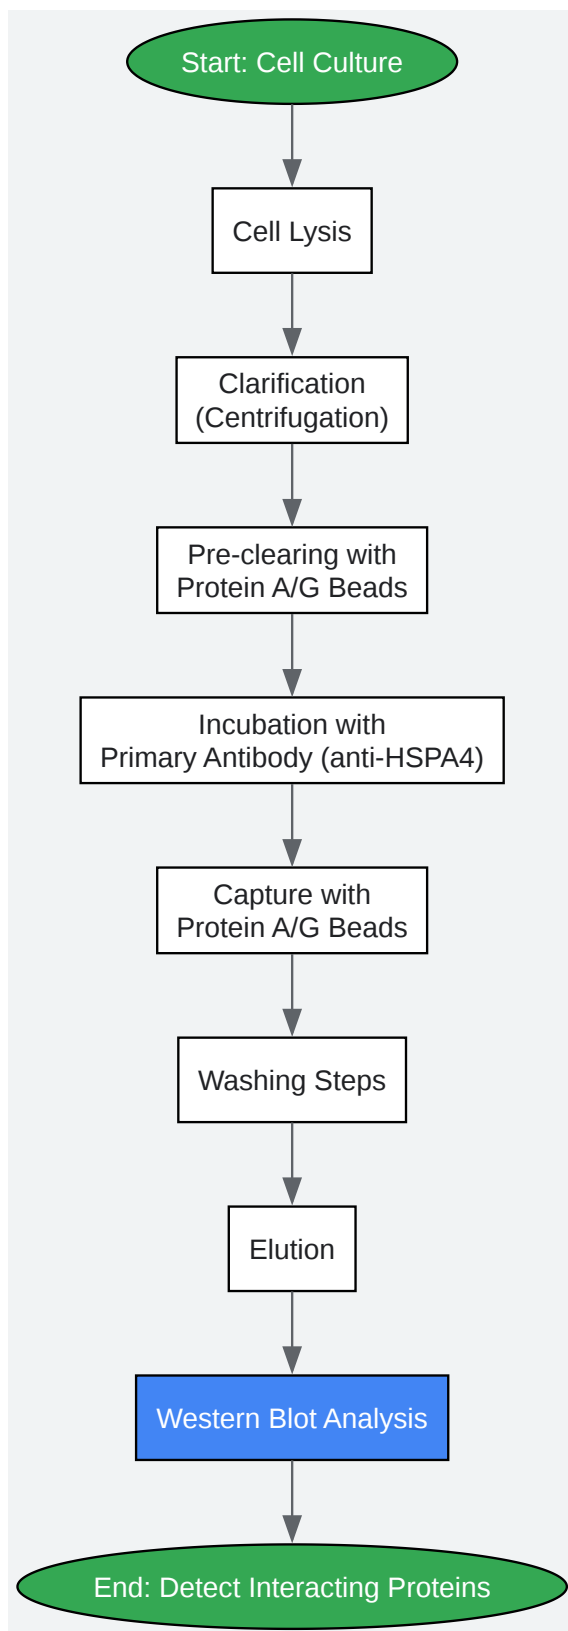 Start: Cell Culture
Cell Lysis
Clarification
(Centrifugation)
Pre-clearing with
Protein A/G Beads
Incubation with
Primary Antibody (anti-HSPA4)
Capture with
Protein A/G Beads
Washing Steps
Elution
Western Blot Analysis
End: Detect Interacting Proteins